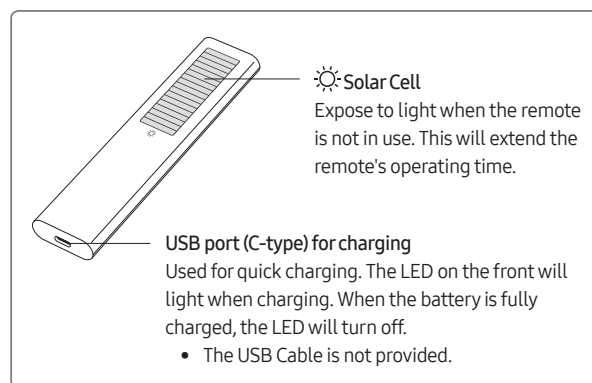 Solar Cell
Expose to light when the remote
is not in use. This will extend the
remote's operating time.
USB port (C-type) for charging
Used for quick charging. The LED on the front will
light when charging. When the battery is fully
charged, the LED will turn off.
• The USB Cable is not provided.